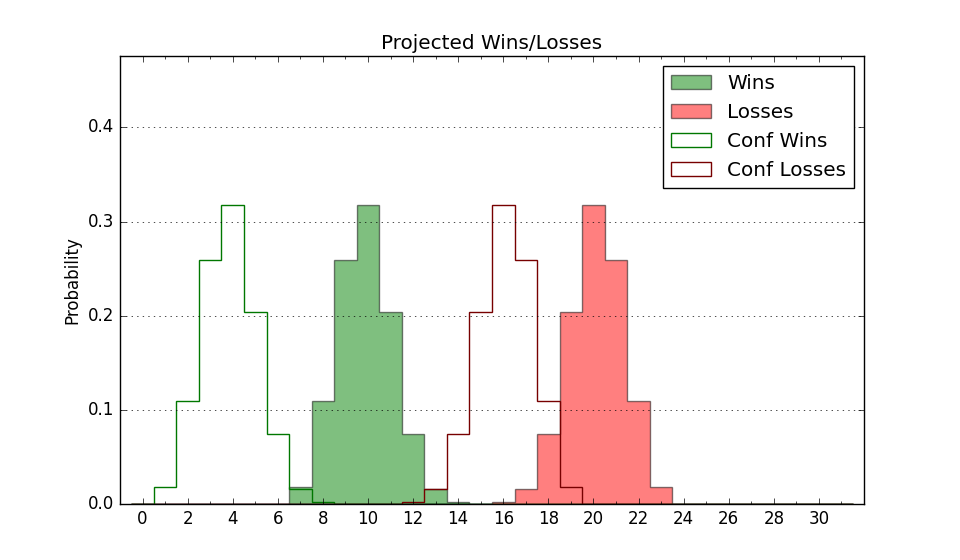 Projected Wins/Losses
Wins
Losses
Conf Wins
Conf Losses
Probability
0.4
0.3
0.2
0.1
0.0
0 2 4 6 8 10 12 14 16 18 20 22 24 26 28 30